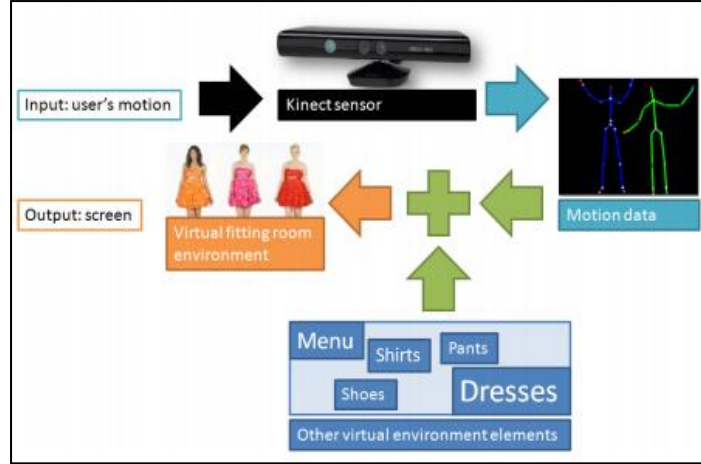 Input: user's motion
Kinect sensor
Output: screen
Virtual fitting room
environment
Motion data
Menu
Shirts
Pants
Shoes
Dresses
Other virtual environment elements